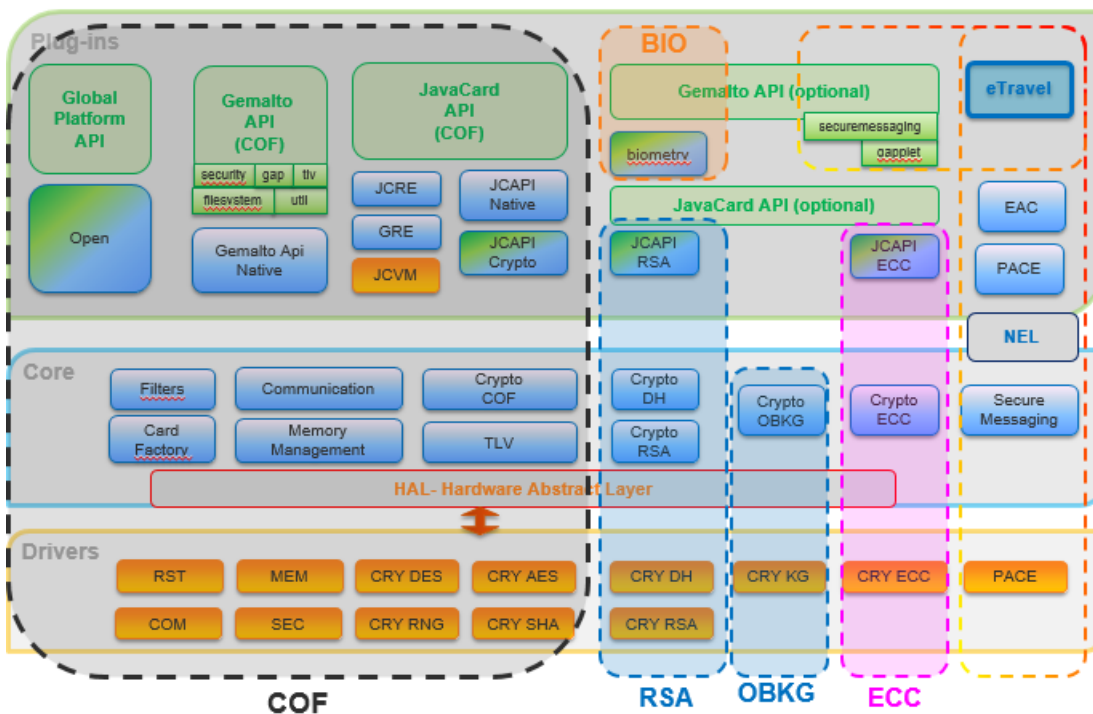 Plug-ins
BIO
Global
Platform
API
Gemalto
API
(COF)
security
gap
tlv
filesystem
util
JavaCard
API
(COF)
Gemalto API (optional)
securemessaging
gapplet
eTravel
biometry
Open
Gemalto Api
Native
JCRE
GRE
JCVM
JCAPI
Native
JCAPI
Crypto
JavaCard API (optional)
JCAPI
RSA
JCAPI
ECC
EAC
PACE
NEL
Core
Filters
Communication
Crypto
COF
Crypto
DH
Crypto
OBKG
Crypto
ECC
Secure
Messaging
Card
Factory
Memory
Management
TLV
Crypto
RSA
HAL- Hardware Abstract Layer
Drivers
RST
MEM
CRY DES
CRY AES
CRY DH
CRY KG
CRY ECC
PACE
COM
SEC
CRY RNG
CRY SHA
CRY RSA
COF
RSA
OBKG
ECC